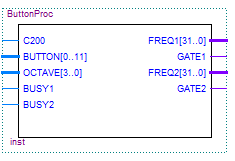 ButtonProc
C200 FREQ1[31..0]
BUTTON[0..11] GATE1
OCTAVE[3..0] FREQ2[31..0]
BUSY1 GATE2
BUSY2
inst